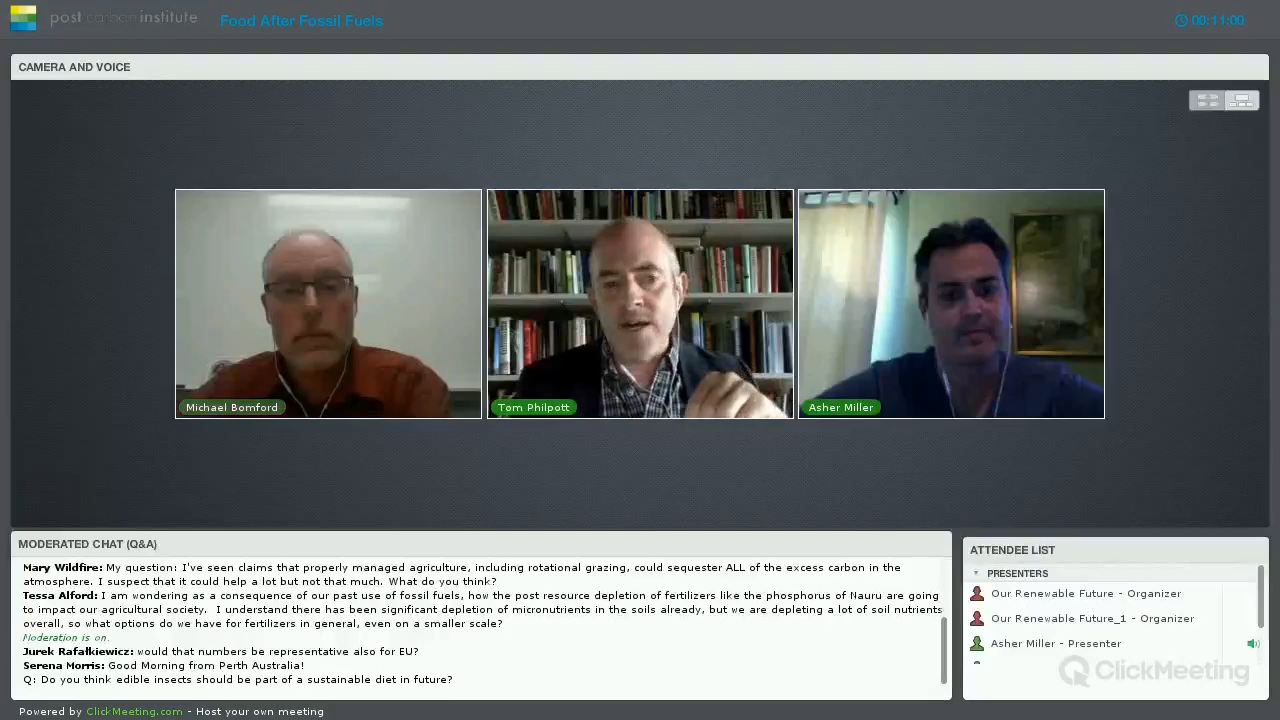 post carbon institute
Food After Fossil Fuels
00:11:00
CAMERA AND VOICE
Michael Bomford
Tom Philpott
Asher Miller
MODERATED CHAT (Q&A)
Mary Wildfire: My question: I've seen claims that properly managed agriculture, including rotational grazing, could sequester ALL of the excess carbon in the
atmosphere. I suspect that it could help a lot but not that much. What do you think?
Tessa Alford: I am wondering as a consequence of our past use of fossil fuels, how the post resource depletion of fertilizers like the phosphorus of Nauru are going
to impact our agricultural society. I understand there has been significant depletion of micronutrients in the soils already, but we are depleting a lot of soil nutrients
overall, so what options do we have for fertilizers in general, even on a smaller scale?
Moderation is on.
Jurek Rafałkiewicz: would that numbers be representative also for EU?
Serena Morris: Good Morning from Perth Australia!
Q: Do you think edible insects should be part of a sustainable diet in future?
ATTENDEE LIST
PRESENTERS
Our Renewable Future - Organizer
Our Renewable Future_1 - Organizer
Asher Miller - Presenter
ClickMeeting
Powered by ClickMeeting.com - Host your own meeting